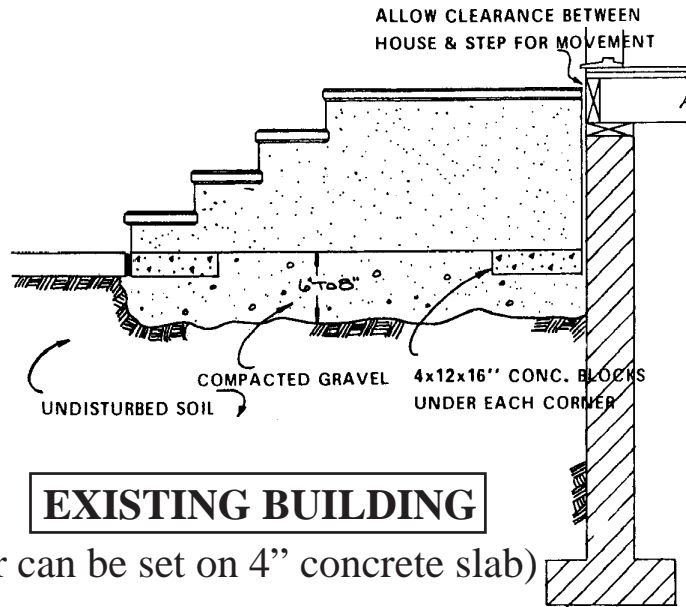 ALLOW CLEARANCE BETWEEN
HOUSE & STEP FOR MOVEMENT
A
6" TO 8"
COMPACTED GRAVEL
4x12x16" CONC. BLOCKS
UNDER EACH CORNER
UNDISTURBED SOIL
EXISTING BUILDING
r can be set on 4” concrete slab)